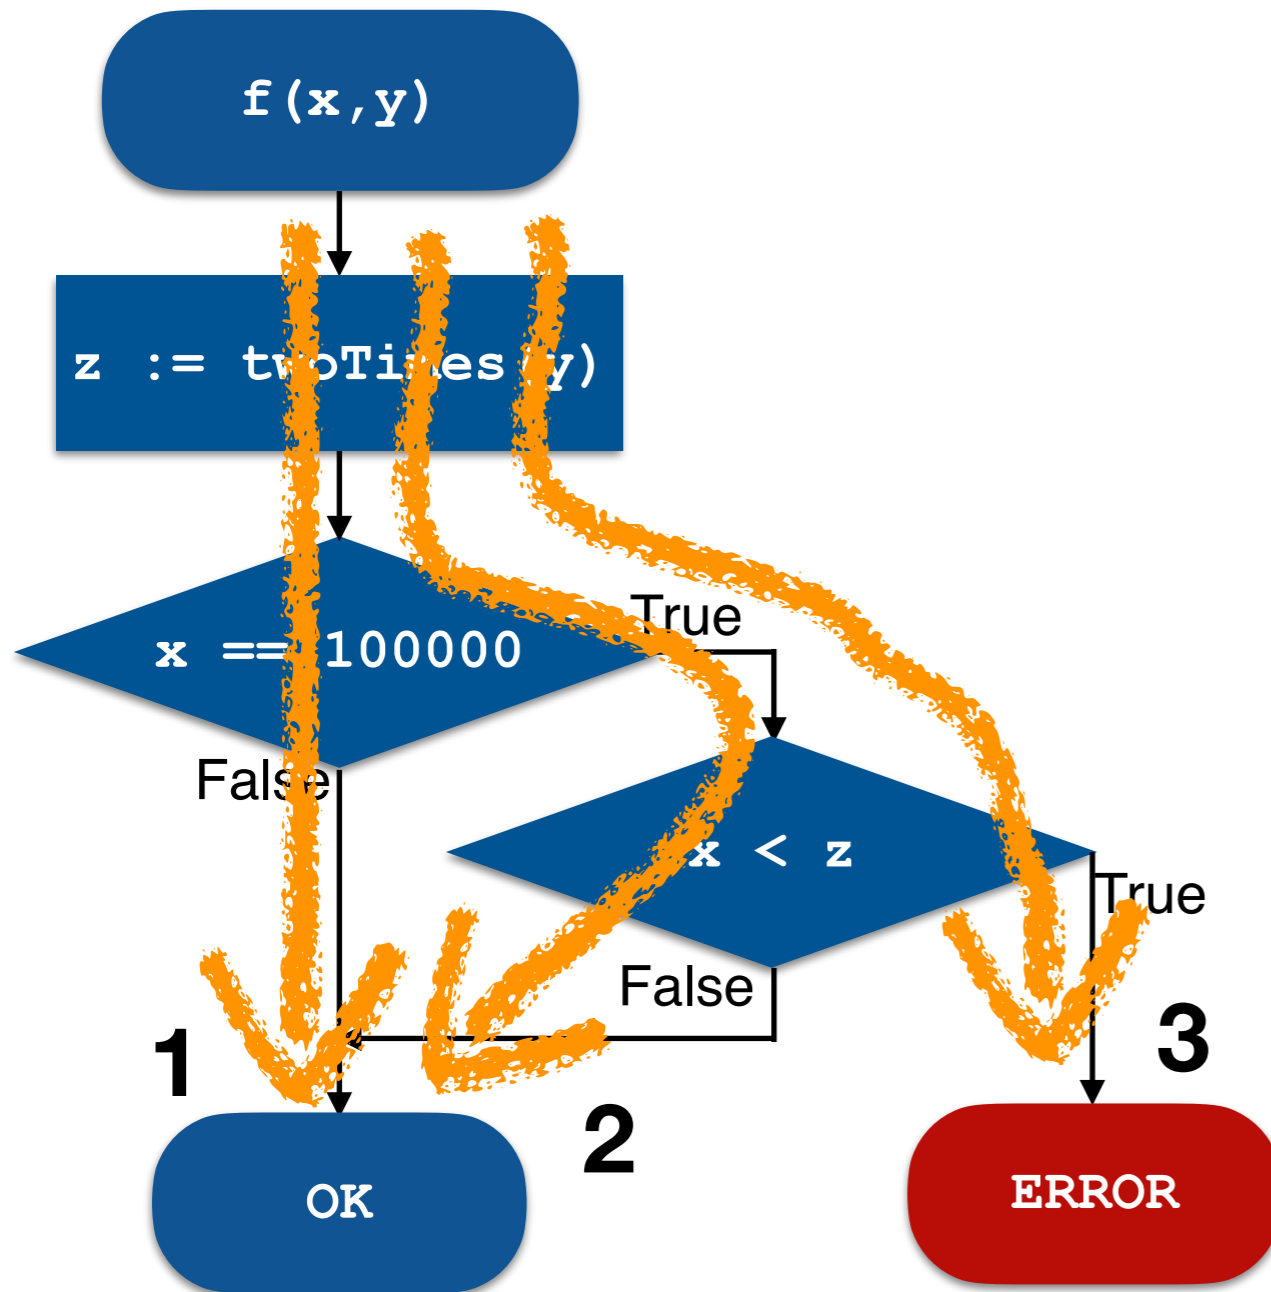 f(x,y)
z := twoTimes(y)
True
x == 100000
False
x < z
True
False
1
3
2
OK
ERROR